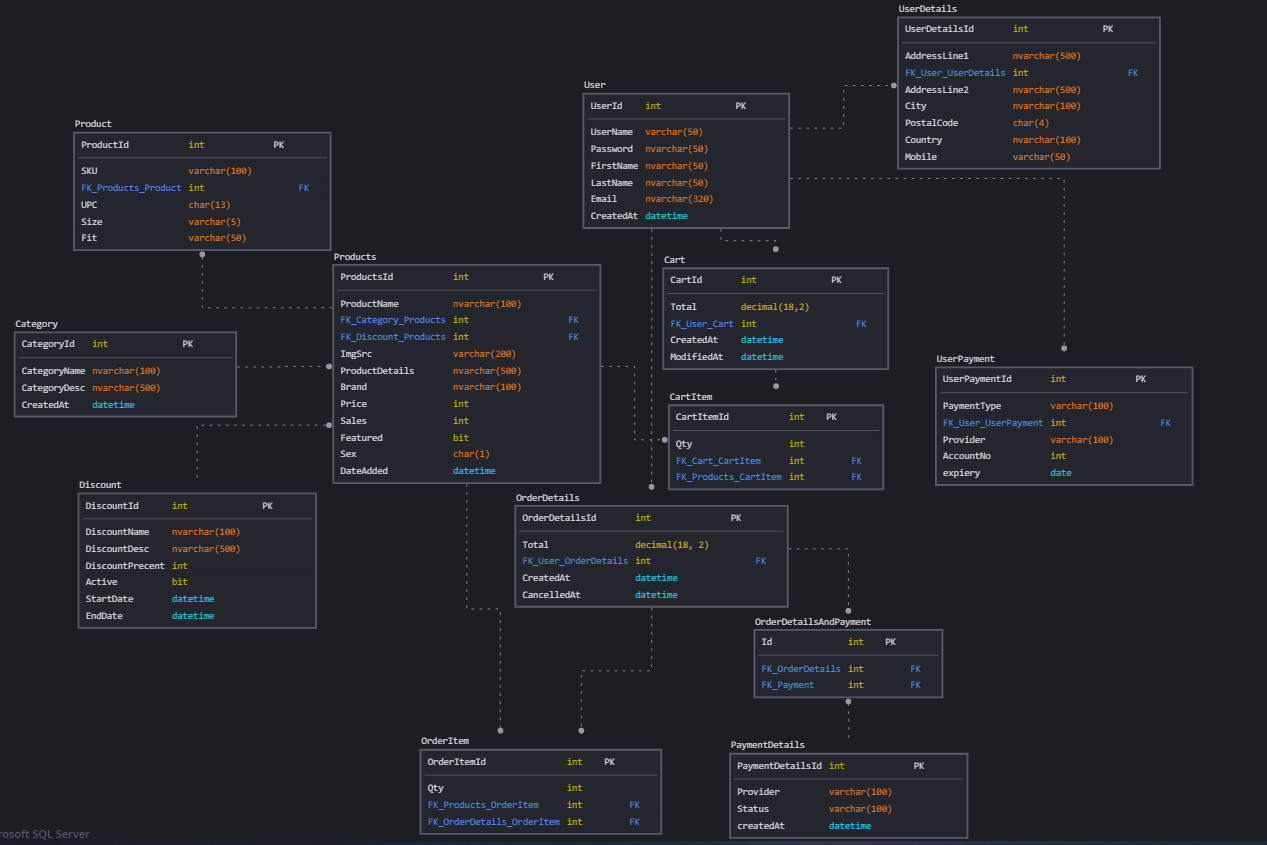 UserDetails
UserDetailsId int PK
AddressLine1 nvarchar(500)
FK_User_UserDetails int FK
AddressLine2 nvarchar(500)
City nvarchar(100)
PostalCode char(4)
Country nvarchar(100)
Mobile varchar(50)
User
UserId int PK
UserName varchar(50)
Password nvarchar(50)
FirstName nvarchar(50)
LastName nvarchar(50)
Email nvarchar(320)
CreatedAt datetime
Product
ProductId int PK
SKU varchar(100)
FK_Products_Product int FK
UPC char(13)
Size varchar(5)
Fit varchar(50)
Products
ProductsId int PK
ProductName nvarchar(100)
FK_Category_Products int FK
FK_Discount_Products int FK
ImgSrc varchar(200)
ProductDetails nvarchar(500)
Brand nvarchar(100)
Price int
Sales int
Featured bit
Sex char(1)
DateAdded datetime
Cart
CartId int PK
Total decimal(18,2)
FK_User_Cart int FK
CreatedAt datetime
ModifiedAt datetime
Category
CategoryId int PK
CategoryName nvarchar(100)
CategoryDesc nvarchar(500)
CreatedAt datetime
UserPayment
UserPaymentId int PK
PaymentType varchar(100)
FK_User_UserPayment int FK
Provider varchar(100)
AccountNo int
expiery date
CartItem
CartItemId int PK
Qty int
FK_Cart_CartItem int FK
FK_Products_CartItem int FK
Discount
DiscountId int PK
DiscountName nvarchar(100)
DiscountDesc nvarchar(500)
DiscountPrecent int
Active bit
StartDate datetime
EndDate datetime
OrderDetails
OrderDetailsId int PK
Total decimal(18, 2)
FK_User_OrderDetails int FK
CreatedAt datetime
CancelledAt datetime
OrderDetailsAndPayment
Id int PK
FK_OrderDetails int FK
FK_Payment int FK
OrderItem
OrderItemId int PK
Qty int
FK_Products_OrderItem int FK
FK_OrderDetails_OrderItem int FK
PaymentDetails
PaymentDetailsId int PK
Provider varchar(100)
Status varchar(100)
createdAt datetime
rosoft SQL Server